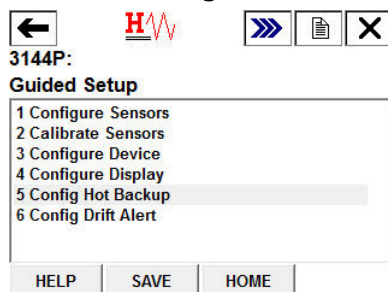 H
3144P:
Guided Setup
1 Configure Sensors
2 Calibrate Sensors
3 Configure Device
4 Configure Display
5 Config Hot Backup
6 Config Drift Alert
HELP SAVE HOME